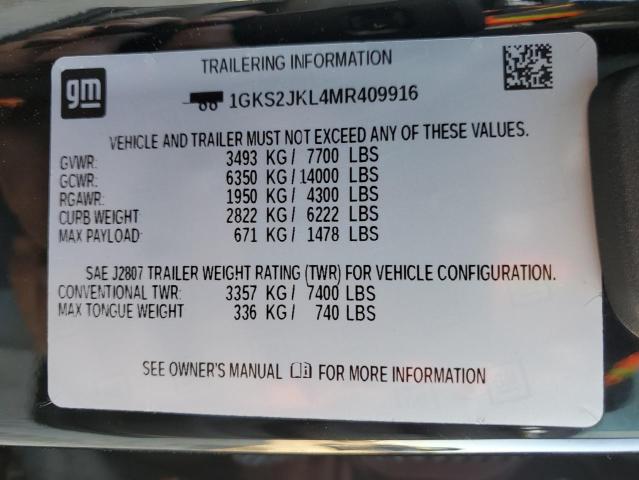 gm
TRAILERING INFORMATION
1GKS2JKL4MR409916
VEHICLE AND TRAILER MUST NOT EXCEED ANY OF THESE VALUES.
GVWR: 3493 KG/ 7700 LBS
GCWR: 6350 KG/14000 LBS
RGAWR: 1950 KG/ 4300 LBS
CURB WEIGHT 2822 KG/ 6222 LBS
MAX PAYLOAD: 671 KG/ 1478 LBS
SAE J2807 TRAILER WEIGHT RATING (TWR) FOR VEHICLE CONFIGURATION.
CONVENTIONAL TWR: 3357 KG/ 7400 LBS
MAX TONGUE WEIGHT 336 KG/ 740 LBS
SEE OWNER'S MANUAL FOR MORE INFORMATION